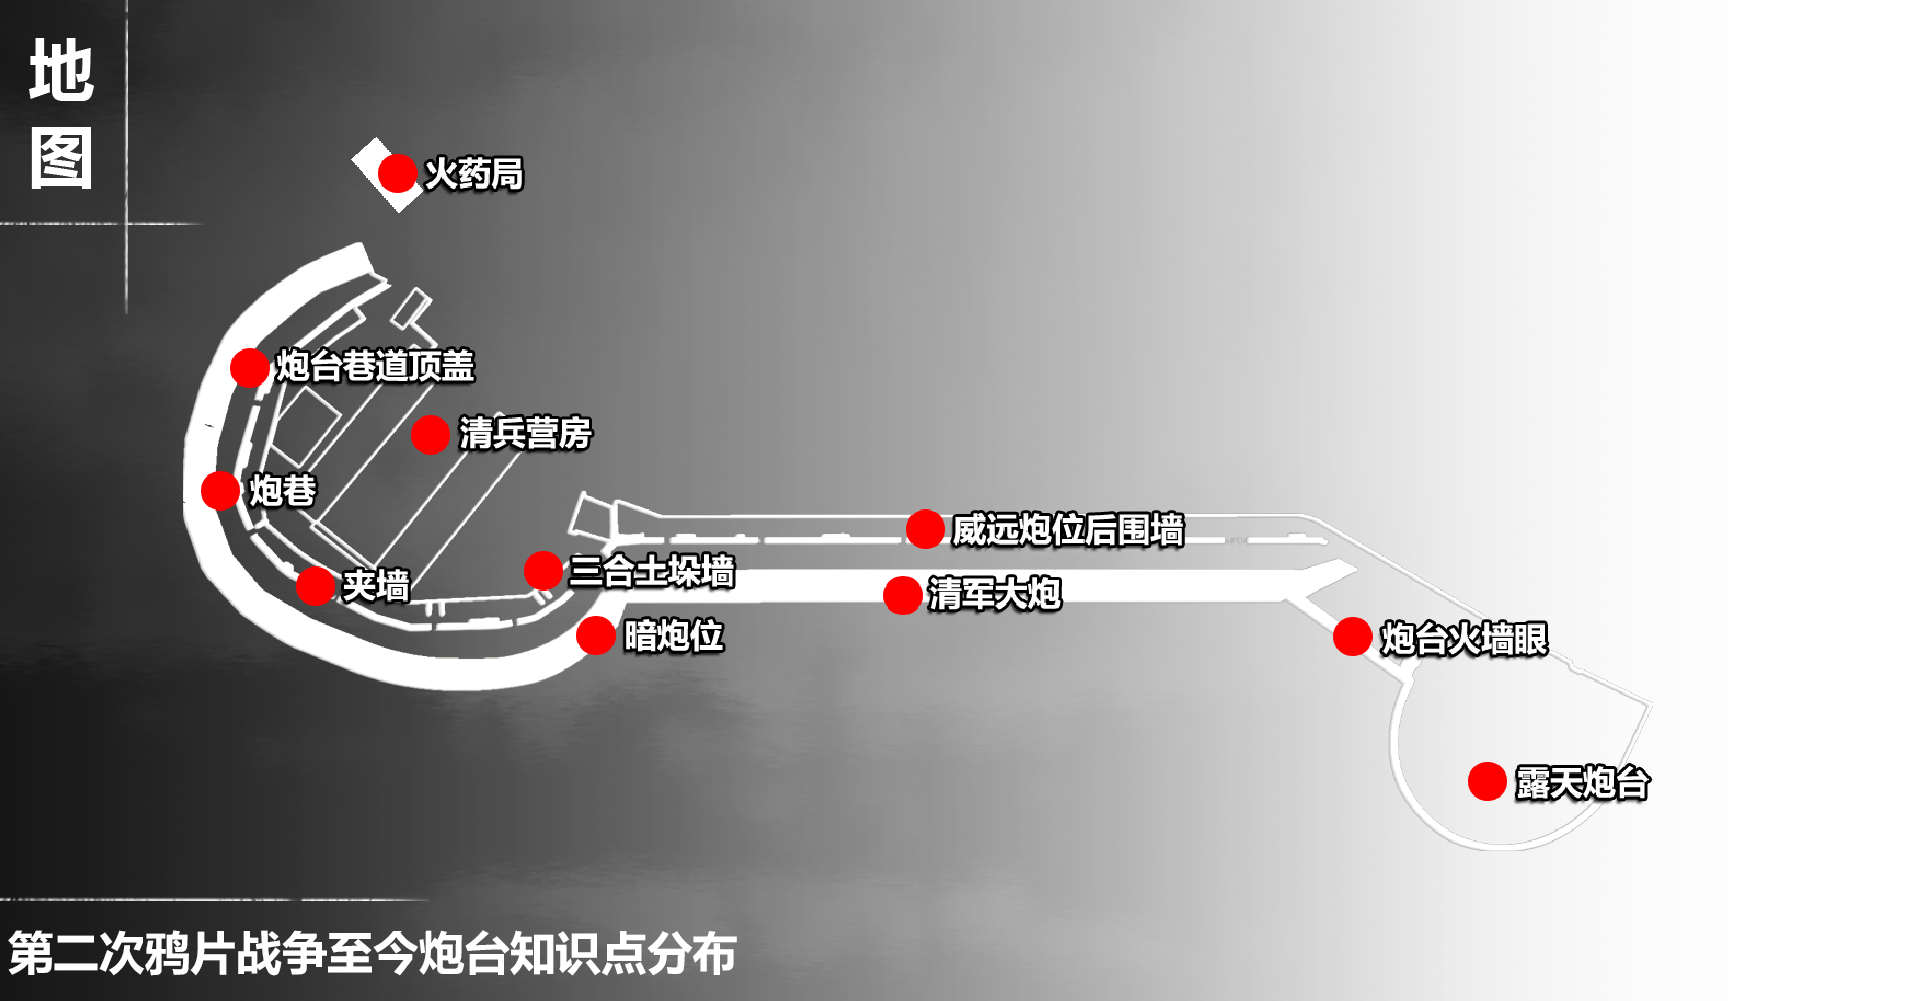 地
图
火药局
炮台巷道顶盖
清兵营房
炮巷
威远炮位后围墙
三合土垛墙
夹墙
清军大炮
暗炮位
炮台火墙眼
露天炮台
第二次鸦片战争至今炮台知识点分布